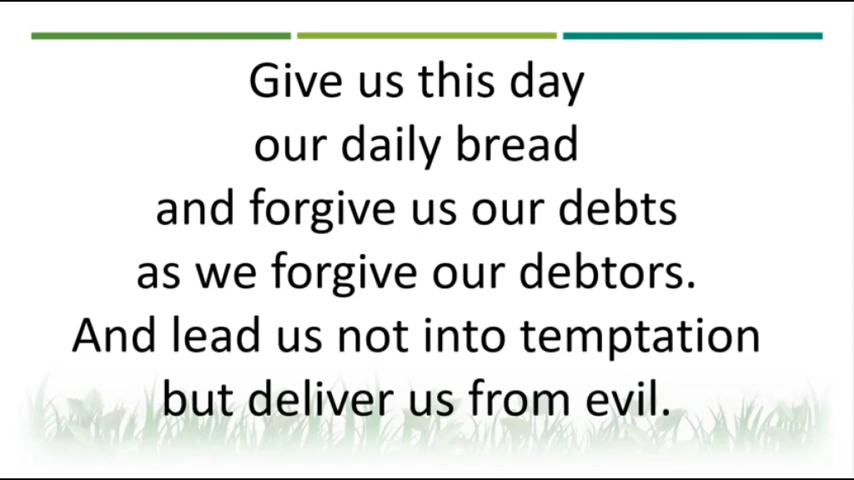 Give us this day
our daily bread
and forgive us our debts
as we forgive our debtors.
And lead us not into temptation
but deliver us from evil.